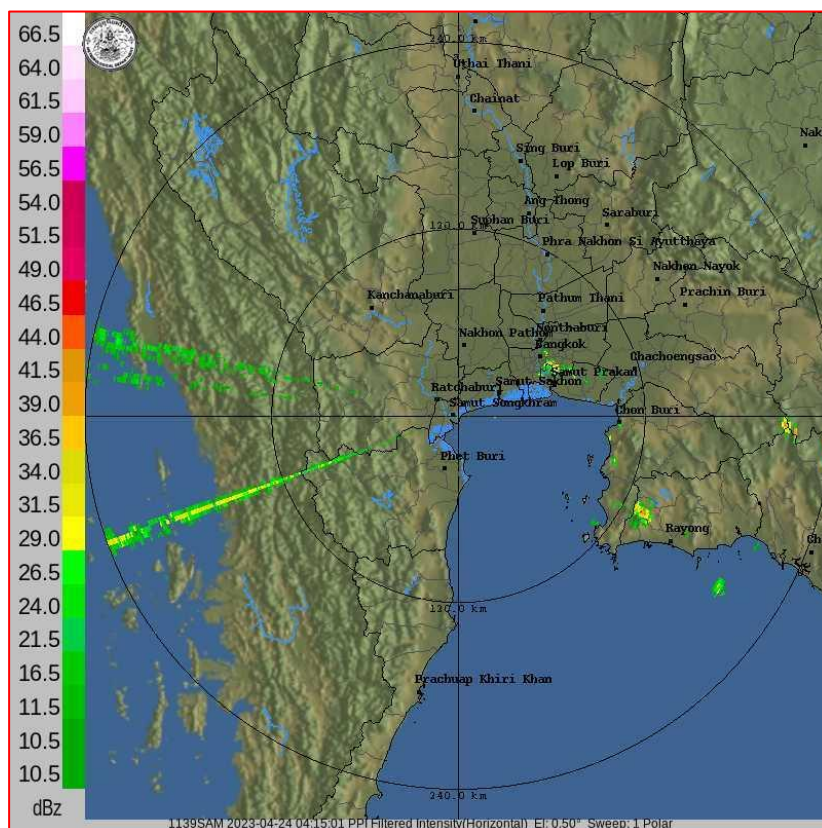 66.5
64.0
61.5
59.0
56.5
54.0
51.5
49.0
46.5
44.0
41.5
39.0
36.5
34.0
31.5
29.0
26.5
24.0
21.5
16.5
11.5
10.5
10.5
dBz
240.0 km
Uthai Thani
Chainat
Sing Buri
Lop Buri
Nak
Ang Thong
Suphan Buri
Saraburi
120.0 km
Phra Nakhon Si Ayutthaya
Nakhon Nayok
Kanchanaburi
Pathum Thani
Prachin Buri
Nonthaburi
Nakhon Pathom
Bangkok
Chachoengsao
Samut Prakan
Samut Sakhon
Ratchaburi
Samut Songkhram
Chon Buri
Phet Buri
Rayong
Ch
120.0 km
Prachuap Khiri Khan
240.0 km
1139SAM 2023-04-24 04:15:01 PPI Filtered Intensity(Horizontal) El: 0.50° Sweep: 1 Polar